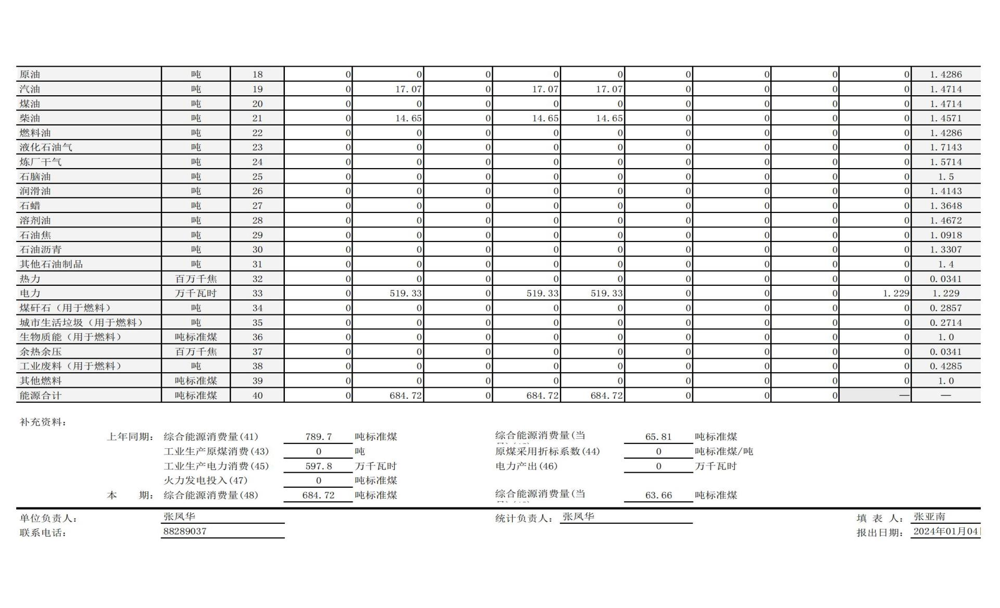 原油 吨 18 0 0 0 0 0 0 0 0 0 1.4286
汽油 吨 19 0 17.07 0 17.07 17.07 0 0 0 0 1.4714
煤油 吨 20 0 0 0 0 0 0 0 0 0 1.4714
柴油 吨 21 0 14.65 0 14.65 14.65 0 0 0 0 1.4571
燃料油 吨 22 0 0 0 0 0 0 0 0 0 1.4286
液化石油气 吨 23 0 0 0 0 0 0 0 0 0 1.7143
炼厂干气 吨 24 0 0 0 0 0 0 0 0 0 1.5714
石脑油 吨 25 0 0 0 0 0 0 0 0 0 1.5
润滑油 吨 26 0 0 0 0 0 0 0 0 0 1.4143
石蜡 吨 27 0 0 0 0 0 0 0 0 0 1.3648
溶剂油 吨 28 0 0 0 0 0 0 0 0 0 1.4672
石油焦 吨 29 0 0 0 0 0 0 0 0 0 1.0918
石油沥青 吨 30 0 0 0 0 0 0 0 0 0 1.3307
其他石油制品 吨 31 0 0 0 0 0 0 0 0 0 1.4
热力 百万千焦 32 0 0 0 0 0 0 0 0 0 0.0341
电力 万千瓦时 33 0 519.33 0 519.33 519.33 0 0 0 1.229 1.229
煤矸石（用于燃料） 吨 34 0 0 0 0 0 0 0 0 0 0.2857
城市生活垃圾（用于燃料） 吨 35 0 0 0 0 0 0 0 0 0 0.2714
生物质能（用于燃料） 吨标准煤 36 0 0 0 0 0 0 0 0 0 1.0
余热余压 百万千焦 37 0 0 0 0 0 0 0 0 0 0.0341
工业废料（用于燃料） 吨 38 0 0 0 0 0 0 0 0 0 0.4285
其他燃料 吨标准煤 39 0 0 0 0 0 0 0 0 0 1.0
能源合计 吨标准煤 40 0 684.72 0 684.72 684.72 0 0 0 — —
补充资料：
上年同期： 综合能源消费量(41) 789.7 吨标准煤 综合能源消费量(当 65.81 吨标准煤
工业生产原煤消费(43) 0 吨 原煤采用折标系数(44) 0 吨标准煤/吨
工业生产电力消费(45) 597.8 万千瓦时 电力产出(46) 0 万千瓦时
火力发电投入(47) 0 吨标准煤
本 期： 综合能源消费量(48) 684.72 吨标准煤 综合能源消费量(当 63.66 吨标准煤
单位负责人： 张凤华 统计负责人： 张凤华 填 表 人： 张亚南
联系电话： 88289037 报出日期： 2024年01月04